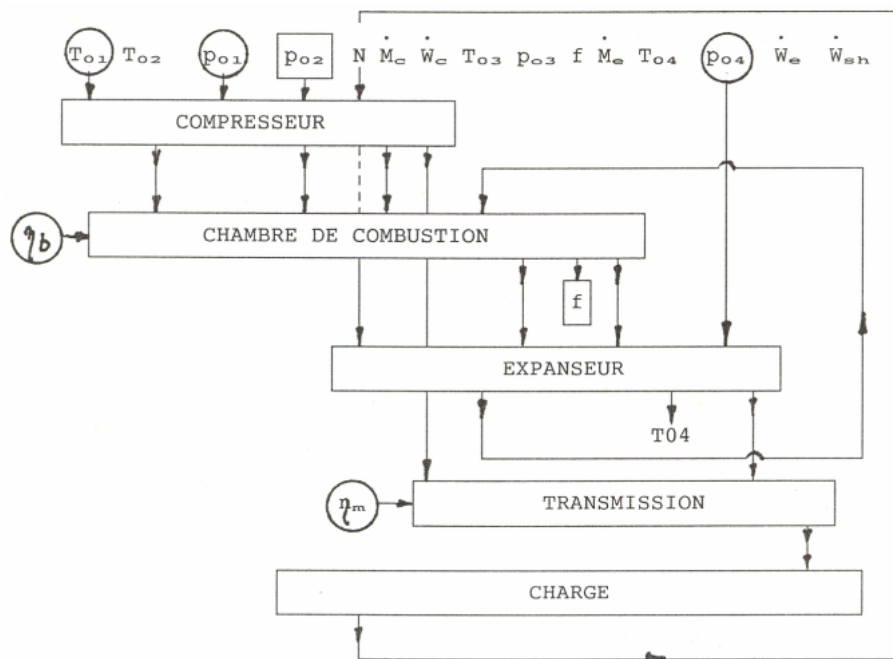 T₀₁ T₀₂ p₀₁ p₀₂ N Ṁc Ẇc T₀₃ p₀₃ f Ṁe T₀₄ p₀₄ Ẇe Ẇsh
COMPRESSEUR
ηb
CHAMBRE DE COMBUSTION
f
EXPANSEUR
T04
ηm
TRANSMISSION
CHARGE